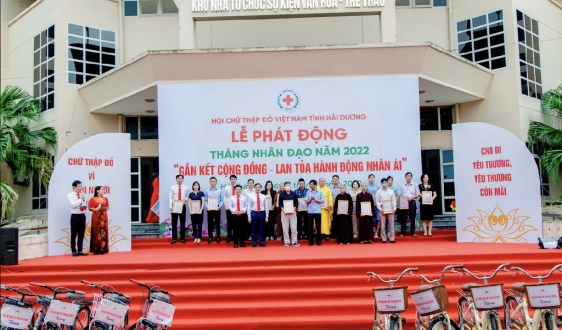 KHU NHÀ TỔ CHỨC SỰ KIỆN VĂN HÓA - THỂ THAO
HỘI CHỮ THẬP ĐỎ VIỆT NAM TỈNH HẢI DƯƠNG
LỄ PHÁT ĐỘNG
THÁNG NHÂN ĐẠO NĂM 2022
"GẮN KẾT CỘNG ĐỒNG - LAN TỎA HÀNH ĐỘNG NHÂN ÁI"
CHỮ THẬP ĐỎ
VÌ
NGƯỜI
CHO ĐI
YÊU THƯƠNG,
YÊU THƯƠNG
CÒN MÃI